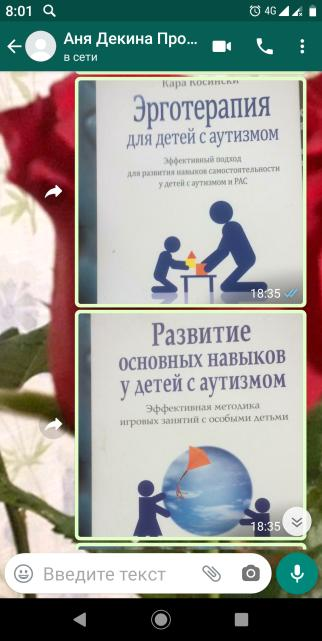 8:01
4G
Аня Декина Про...
в сети
Кара Косински
Эрготерапия
для детей с аутизмом
Эффективный подход
для развития навыков самостоятельности
у детей с аутизмом и РАС
18:35
Развитие
основных навыков
у детей с аутизмом
Эффективная методика
игровых занятий с особыми детьми
18:35
Введите текст